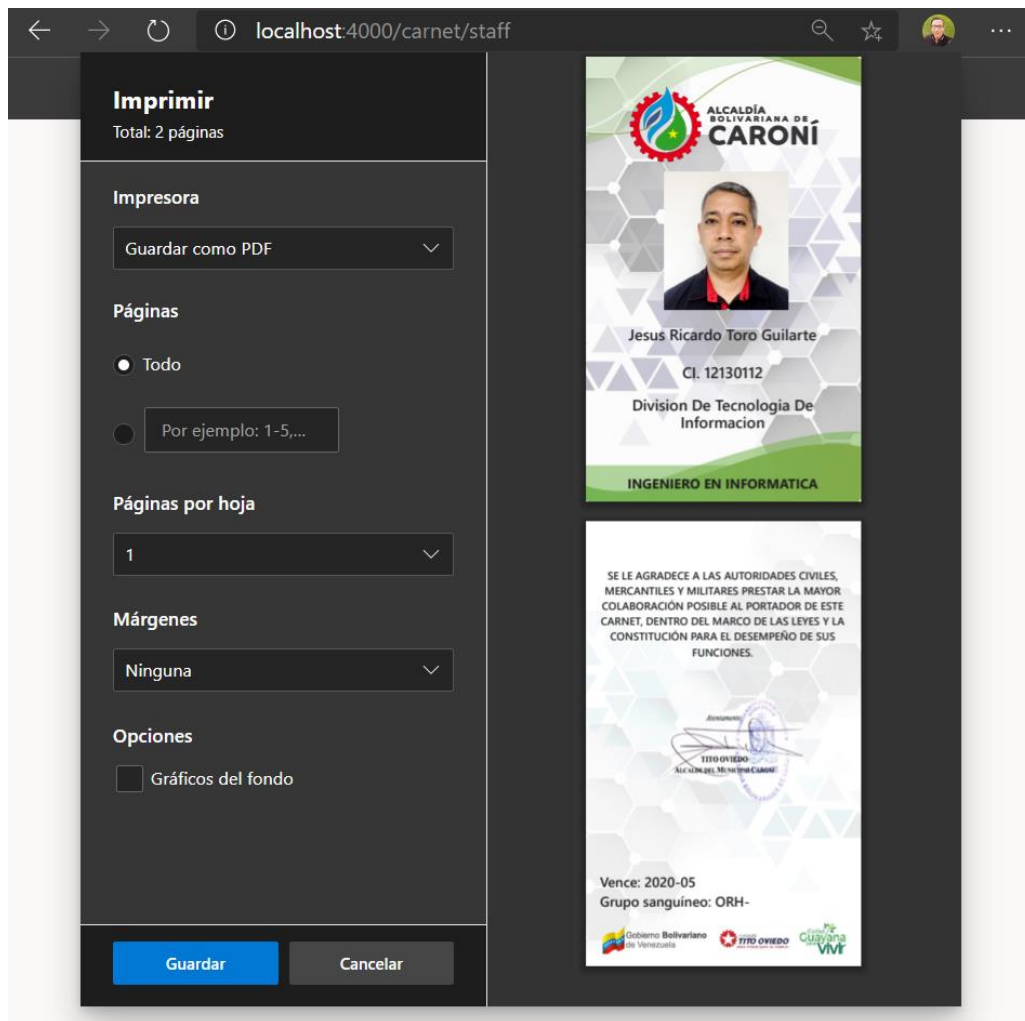 localhost:4000/carnet/staff
Imprimir
Total: 2 páginas
Impresora
Guardar como PDF
Páginas
Todo
Por ejemplo: 1-5,...
Páginas por hoja
1
Márgenes
Ninguna
Opciones
Gráficos del fondo
Guardar
Cancelar
ALCALDÍA
BOLIVARIANA DE
CARONÍ
Jesus Ricardo Toro Guilarte
CI. 12130112
Division De Tecnologia De
Informacion
INGENIERO EN INFORMATICA
SE LE AGRADECE A LAS AUTORIDADES CIVILES,
MERCANTILES Y MILITARES PRESTAR LA MAYOR
COLABORACIÓN POSIBLE AL PORTADOR DE ESTE
CARNET, DENTRO DEL MARCO DE LAS LEYES Y LA
CONSTITUCIÓN PARA EL DESEMPEÑO DE SUS
FUNCIONES.
Atentamente
TITO OVIEDO
ALCALDE DEL MUNICIPIO CARONÍ
Vence: 2020-05
Grupo sanguíneo: ORH-
Gobierno Bolivariano
de Venezuela
TITO OVIEDO
Guayana
VIVIR